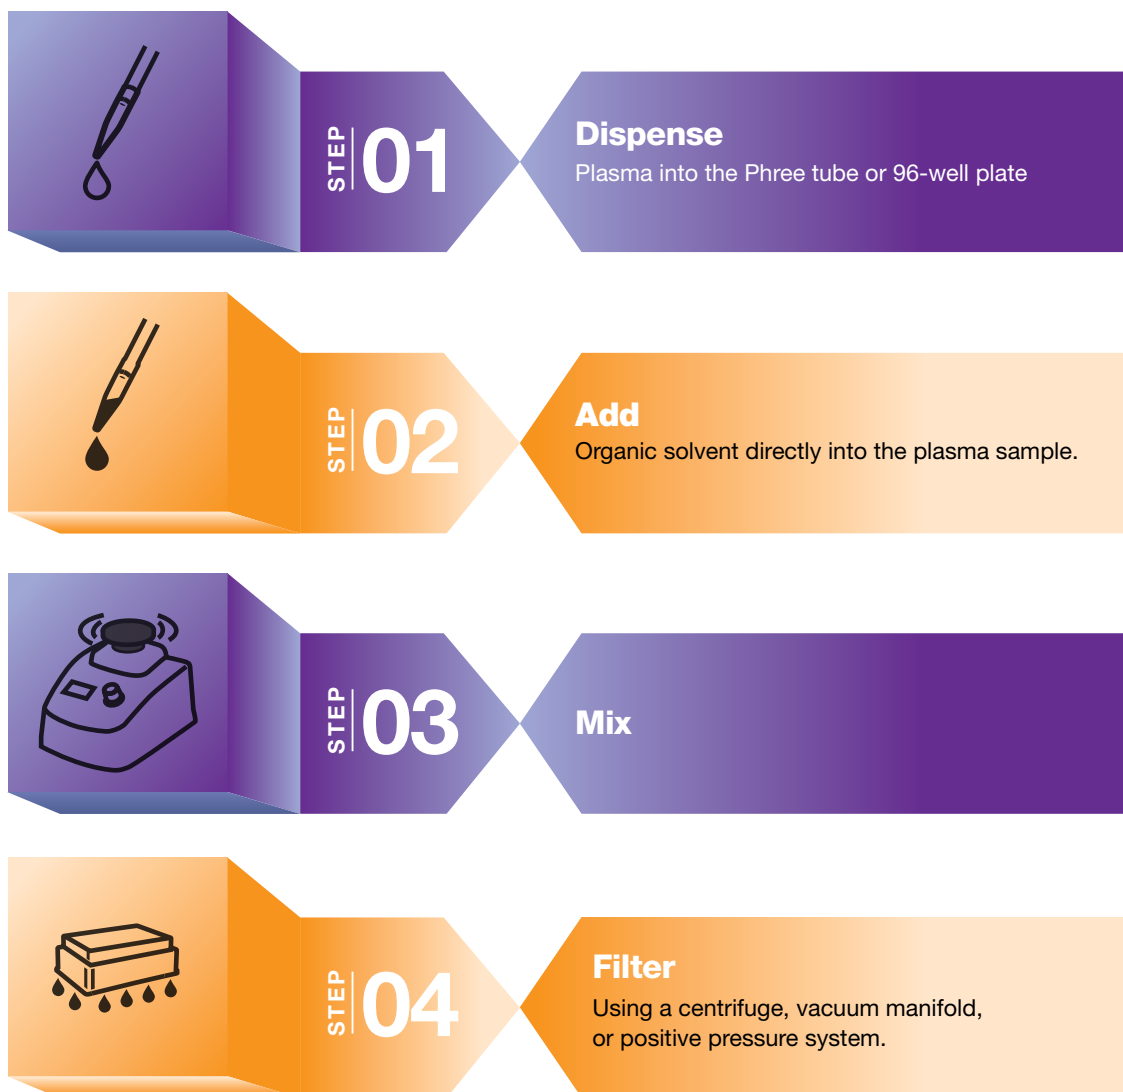 STEP 01
Dispense
Plasma into the Phree tube or 96-well plate
STEP 02
Add
Organic solvent directly into the plasma sample.
STEP 03
Mix
STEP 04
Filter
Using a centrifuge, vacuum manifold,
or positive pressure system.